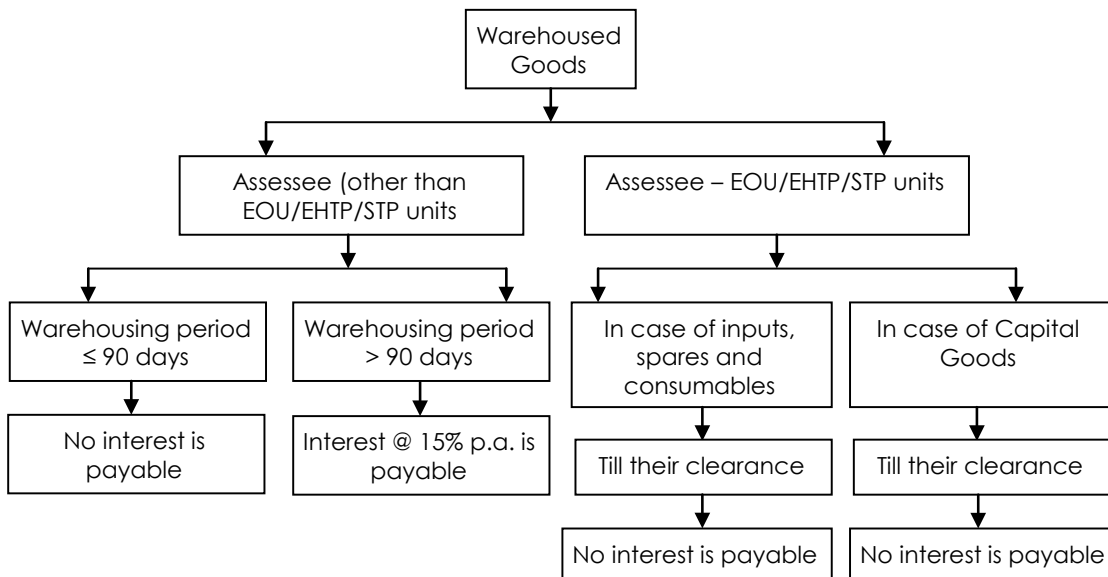 Warehoused
Goods
Assessee (other than
EOU/EHTP/STP units
Assessee – EOU/EHTP/STP units
Warehousing period
≤ 90 days
Warehousing period
> 90 days
In case of inputs,
spares and
consumables
In case of Capital
Goods
No interest is
payable
Interest @ 15% p.a. is
payable
Till their clearance
Till their clearance
No interest is payable
No interest is payable